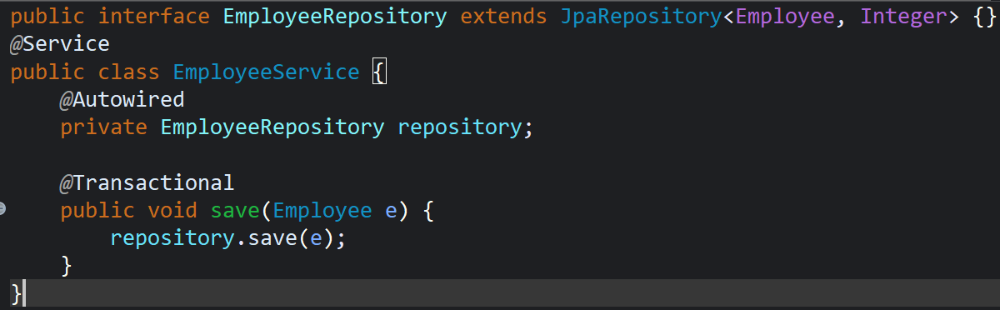 public interface EmployeeRepository extends JpaRepository<Employee, Integer> {}
@Service
public class EmployeeService {
    @Autowired
    private EmployeeRepository repository;

    @Transactional
    public void save(Employee e) {
        repository.save(e);
    }
}